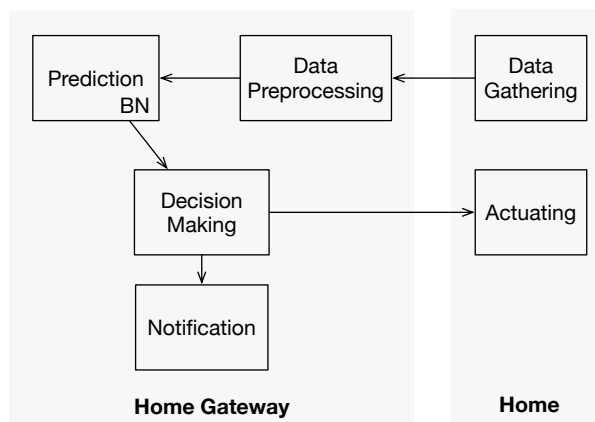 Prediction
BN
Data
Preprocessing
Data
Gathering
Decision
Making
Actuating
Notification
Home Gateway
Home